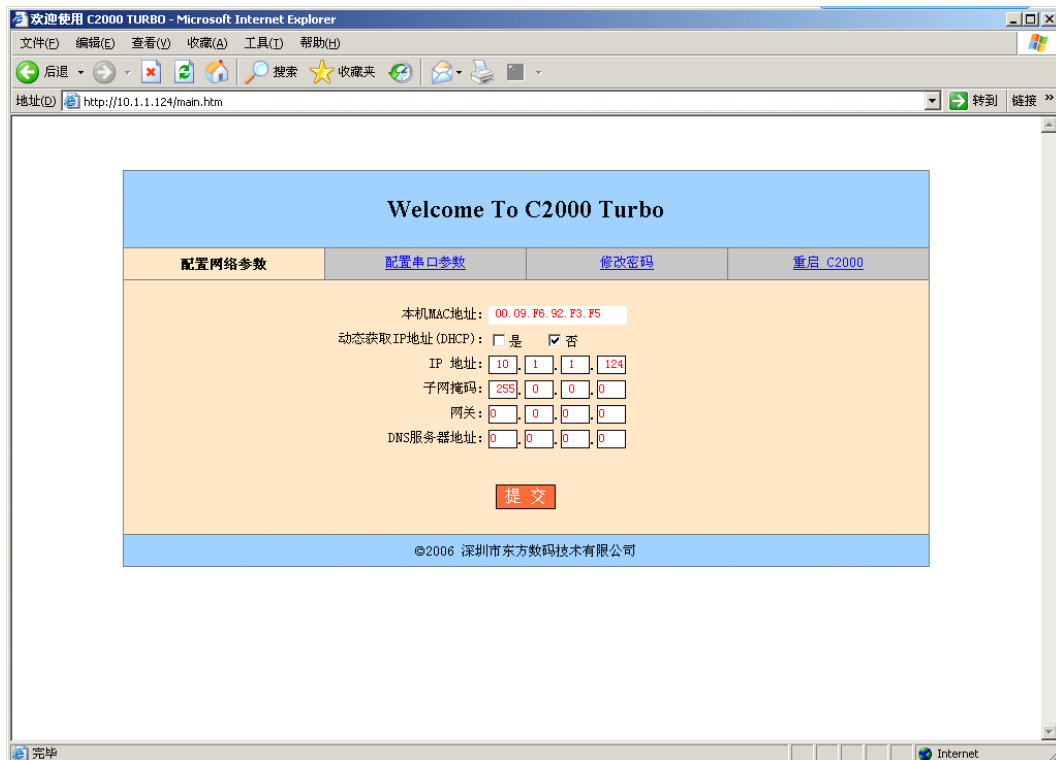 欢迎使用 C2000 TURBO - Microsoft Internet Explorer
文件(F) 编辑(E) 查看(V) 收藏(A) 工具(T) 帮助(H)
后退 搜索 收藏夹
地址(D) http://10.1.1.124/main.htm 转到 链接 »
Welcome To C2000 Turbo
配置网络参数 配置串口参数 修改密码 重启 C2000
本机MAC地址: 00.09.F6.92.F3.F5
动态获取IP地址(DHCP): 是 否
IP 地址: 10 . 1 . 1 . 124
子网掩码: 255 . 0 . 0 . 0
网关: 0 . 0 . 0 . 0
DNS服务器地址: 0 . 0 . 0 . 0
提 交
©2006 深圳市东方数码技术有限公司
完毕 Internet